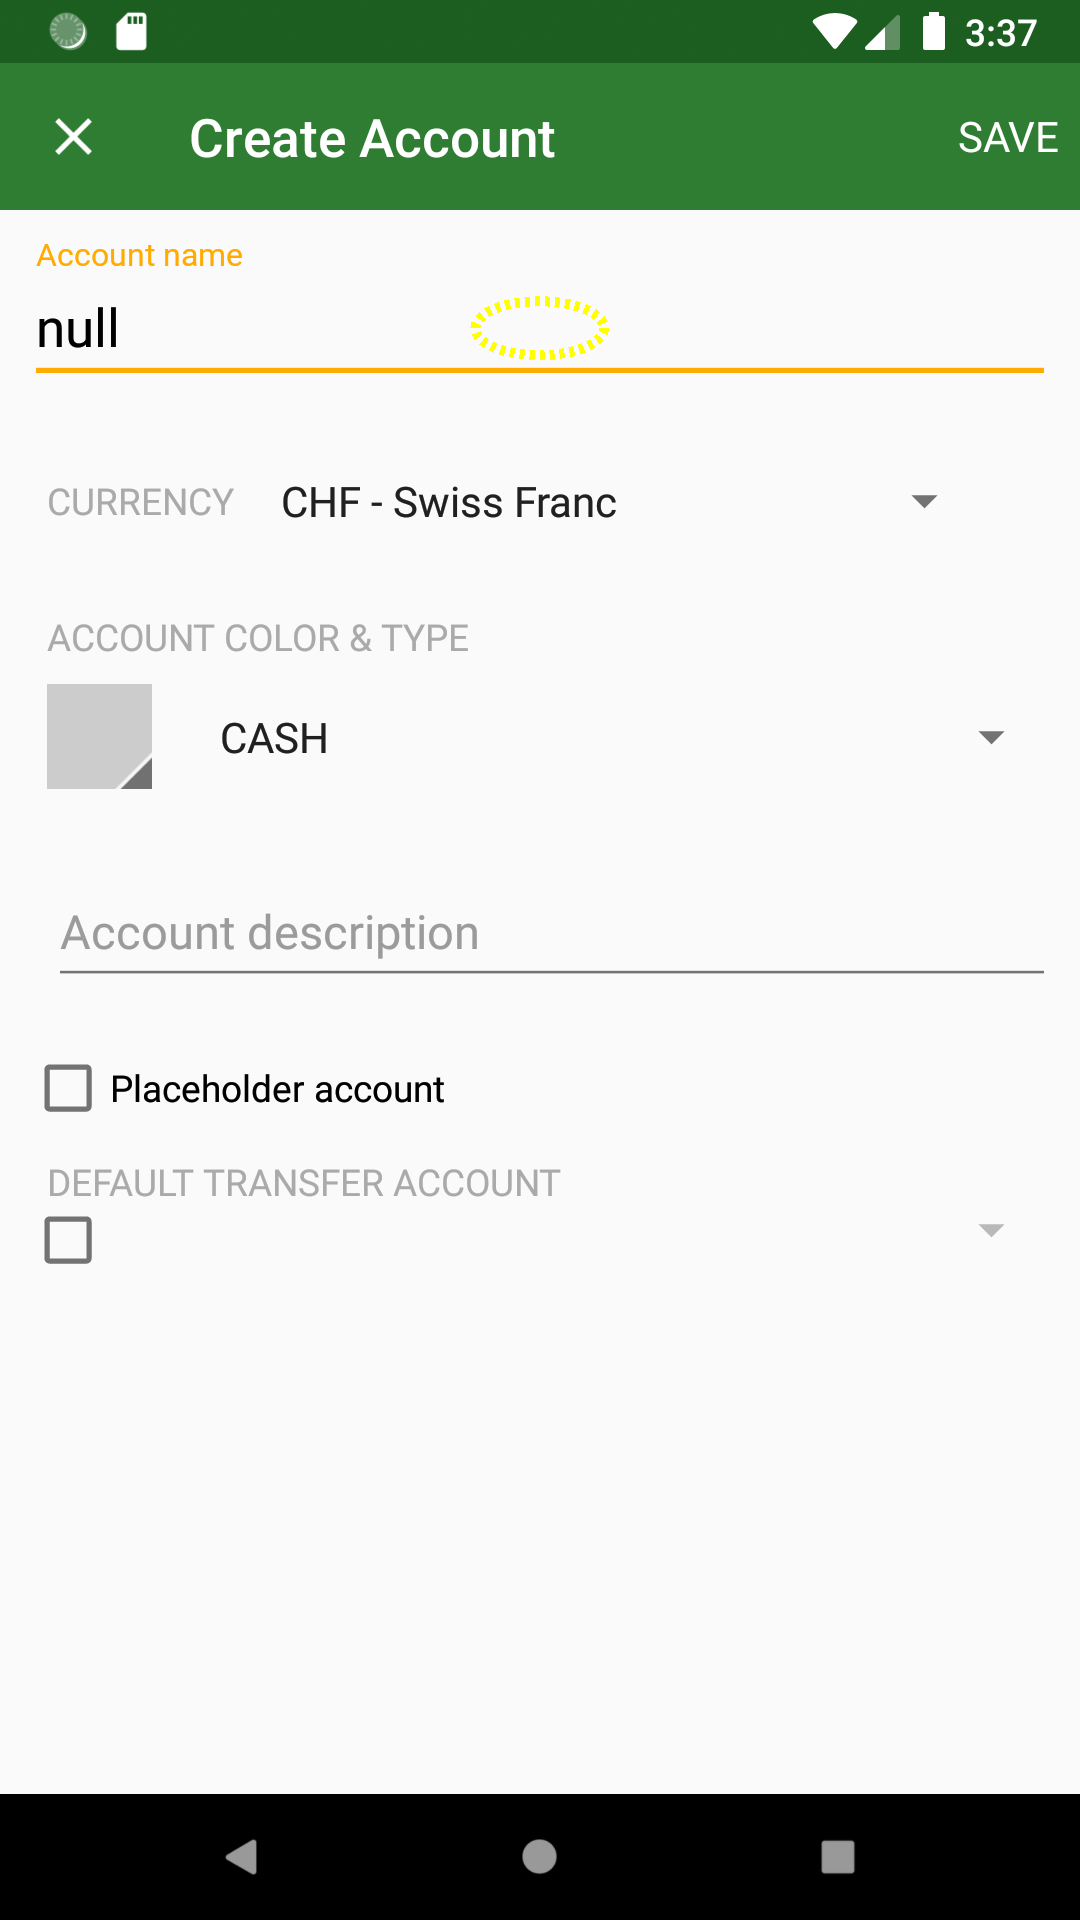 3:37
Create Account
SAVE
Account name
null
CURRENCY CHF - Swiss Franc
ACCOUNT COLOR & TYPE
CASH
Account description
Placeholder account
DEFAULT TRANSFER ACCOUNT